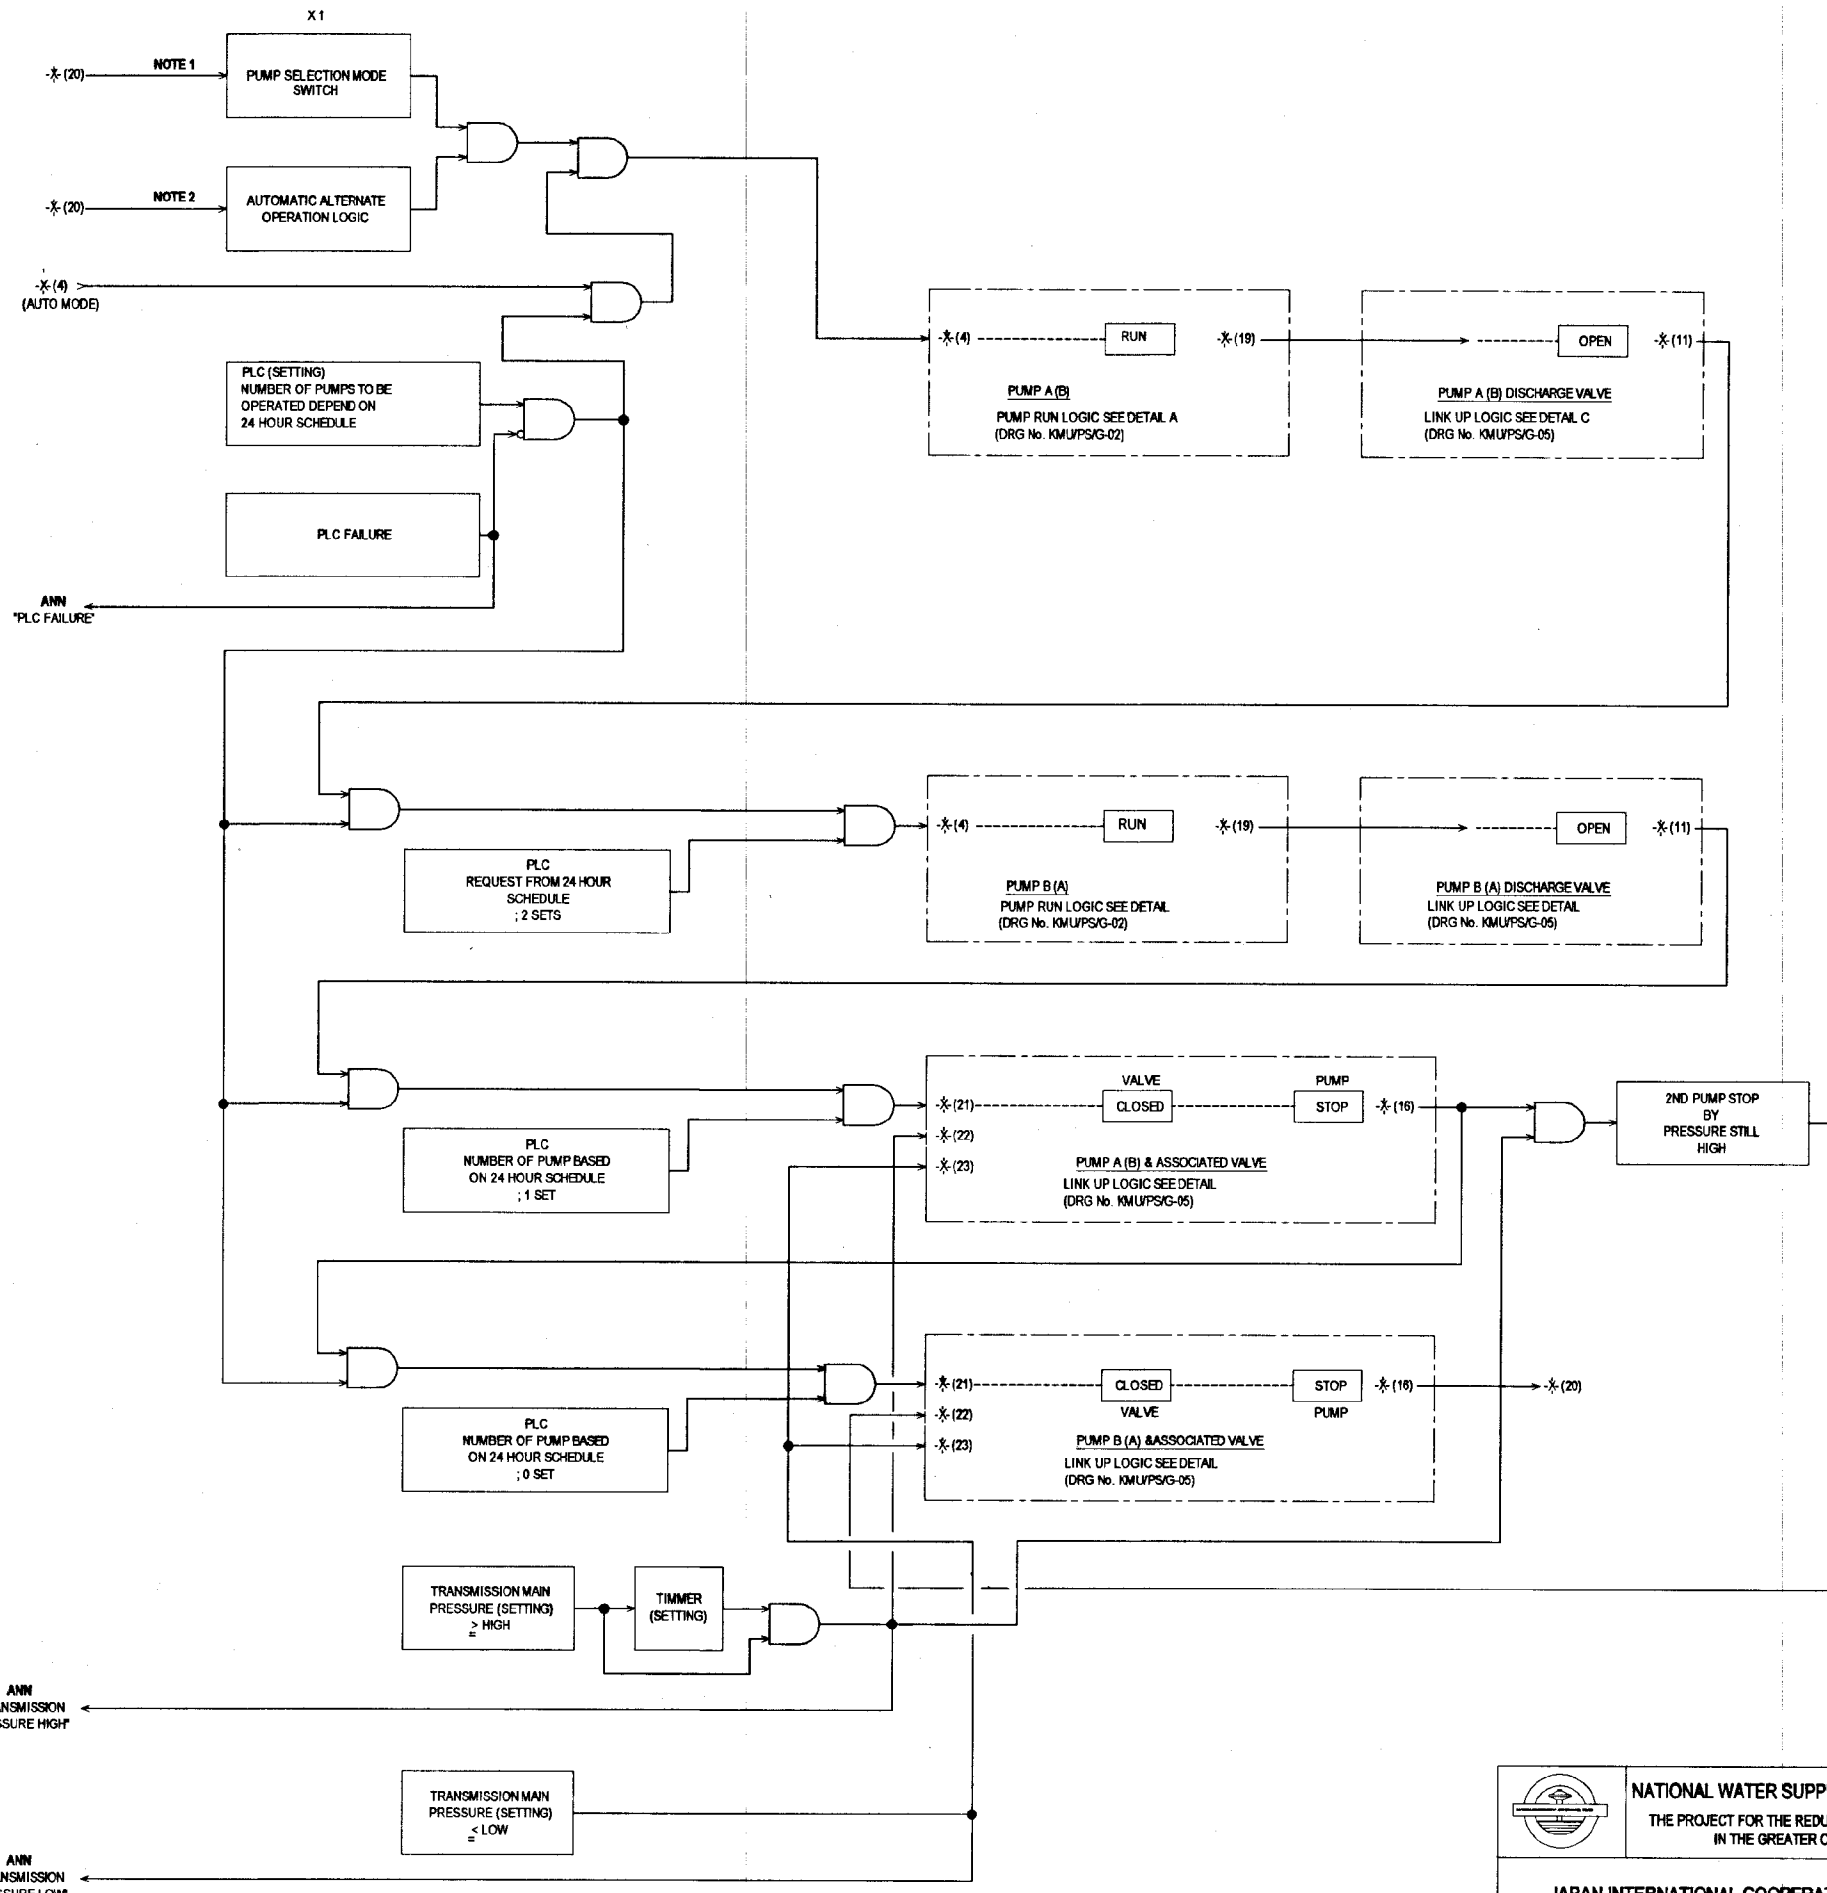 X 1
-X-(20)
NOTE 1
PUMP SELECTION MODE
SWITCH
-X-(20)
NOTE 2
AUTOMATIC ALTERNATE
OPERATION LOGIC
-X-(4)
(AUTO MODE)
PLC (SETTING)
NUMBER OF PUMPS TO BE
OPERATED DEPEND ON
24 HOUR SCHEDULE
PLC FAILURE
ANN
"PLC FAILURE"
-X-(4)
RUN
-X-(19)
PUMP A (B)
PUMP RUN LOGIC SEE DETAIL A
(DRG No. KMU/PS/G-02)
OPEN
-X-(11)
PUMP A (B) DISCHARGE VALVE
LINK UP LOGIC SEE DETAIL C
(DRG No. KMU/PS/G-05)
PLC
REQUEST FROM 24 HOUR
SCHEDULE
; 2 SETS
-X-(4)
RUN
-X-(19)
PUMP B (A)
PUMP RUN LOGIC SEE DETAIL
(DRG No. KMU/PS/G-02)
OPEN
-X-(11)
PUMP B (A) DISCHARGE VALVE
LINK UP LOGIC SEE DETAIL
(DRG No. KMU/PS/G-05)
PLC
NUMBER OF PUMP BASED
ON 24 HOUR SCHEDULE
; 1 SET
VALVE
PUMP
-X-(21)
CLOSED
STOP
-X-(16)
-X-(22)
-X-(23)
PUMP A (B) & ASSOCIATED VALVE
LINK UP LOGIC SEE DETAIL
(DRG No. KMU/PS/G-05)
2ND PUMP STOP
BY
PRESSURE STILL
HIGH
PLC
NUMBER OF PUMP BASED
ON 24 HOUR SCHEDULE
; 0 SET
-X-(21)
CLOSED
STOP
-X-(16)
-X-(20)
-X-(22)
VALVE
PUMP
-X-(23)
PUMP B (A) &ASSOCIATED VALVE
LINK UP LOGIC SEE DETAIL
(DRG No. KMU/PS/G-05)
TRANSMISSION MAIN
PRESSURE (SETTING)
≥ HIGH
TIMMER
(SETTING)
ANN
NSMISSION
SSURE HIGH"
TRANSMISSION MAIN
PRESSURE (SETTING)
≤ LOW
ANN
NSMISSION
SSURE LOW"
NATIONAL WATER SUPP
THE PROJECT FOR THE REDU
IN THE GREATER C
JAPAN INTERNATIONAL COOPERAT